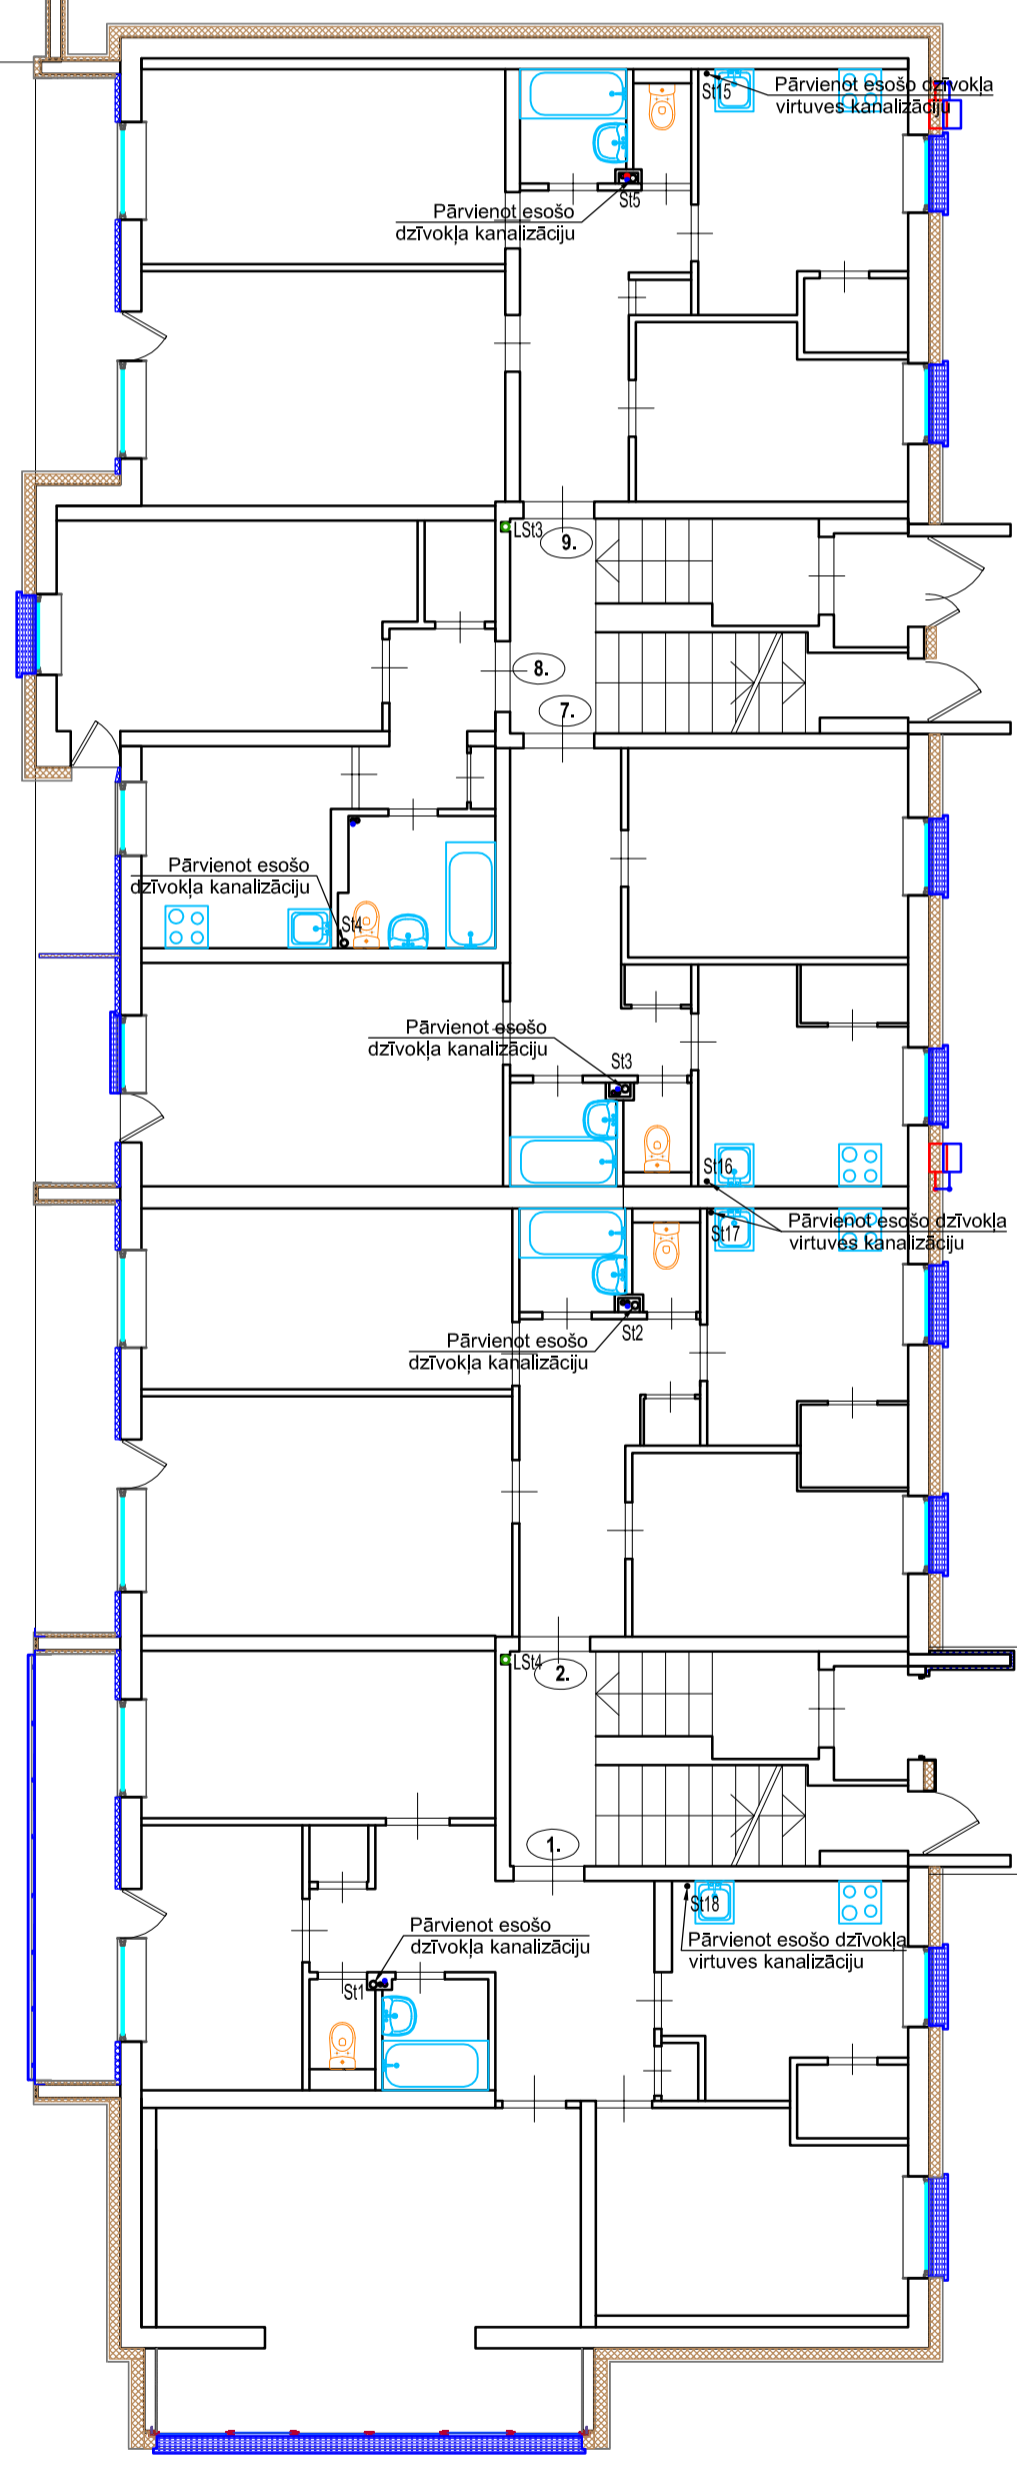 St15
Pārvienot esošo dzīvokļa
virtuves kanalizāciju
St5
Pārvienot esošo
dzīvokļa kanalizāciju
LSt3
9.
8.
7.
Pārvienot esošo
dzīvokļa kanalizāciju
St4
Pārvienot esošo
dzīvokļa kanalizāciju
St3
St16
St17
Pārvienot esošo dzīvokļa
virtuves kanalizāciju
St2
Pārvienot esošo
dzīvokļa kanalizāciju
LSt4
2.
1.
St18
Pārvienot esošo
dzīvokļa kanalizāciju
Pārvienot esošo dzīvokļa
virtuves kanalizāciju
St1